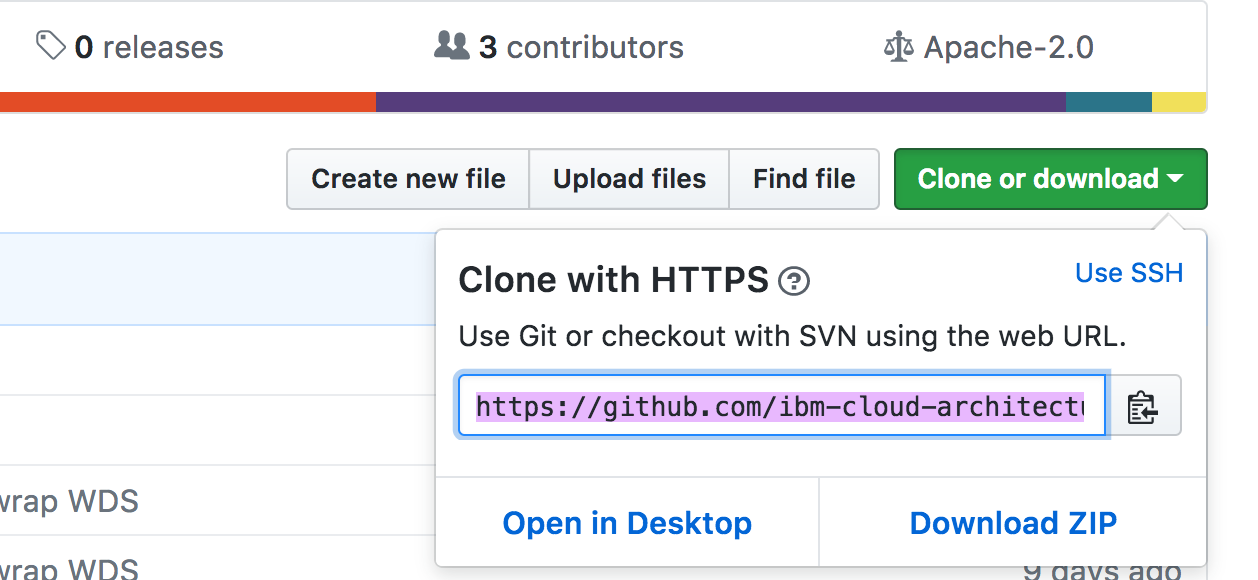 0 releases
3 contributors
Apache-2.0
Create new file
Upload files
Find file
Clone or download
Clone with HTTPS ?
Use SSH
Use Git or checkout with SVN using the web URL.
https://github.com/ibm-cloud-architectu
wrap WDS
Open in Desktop
Download ZIP
wrap WDS
9 days ago